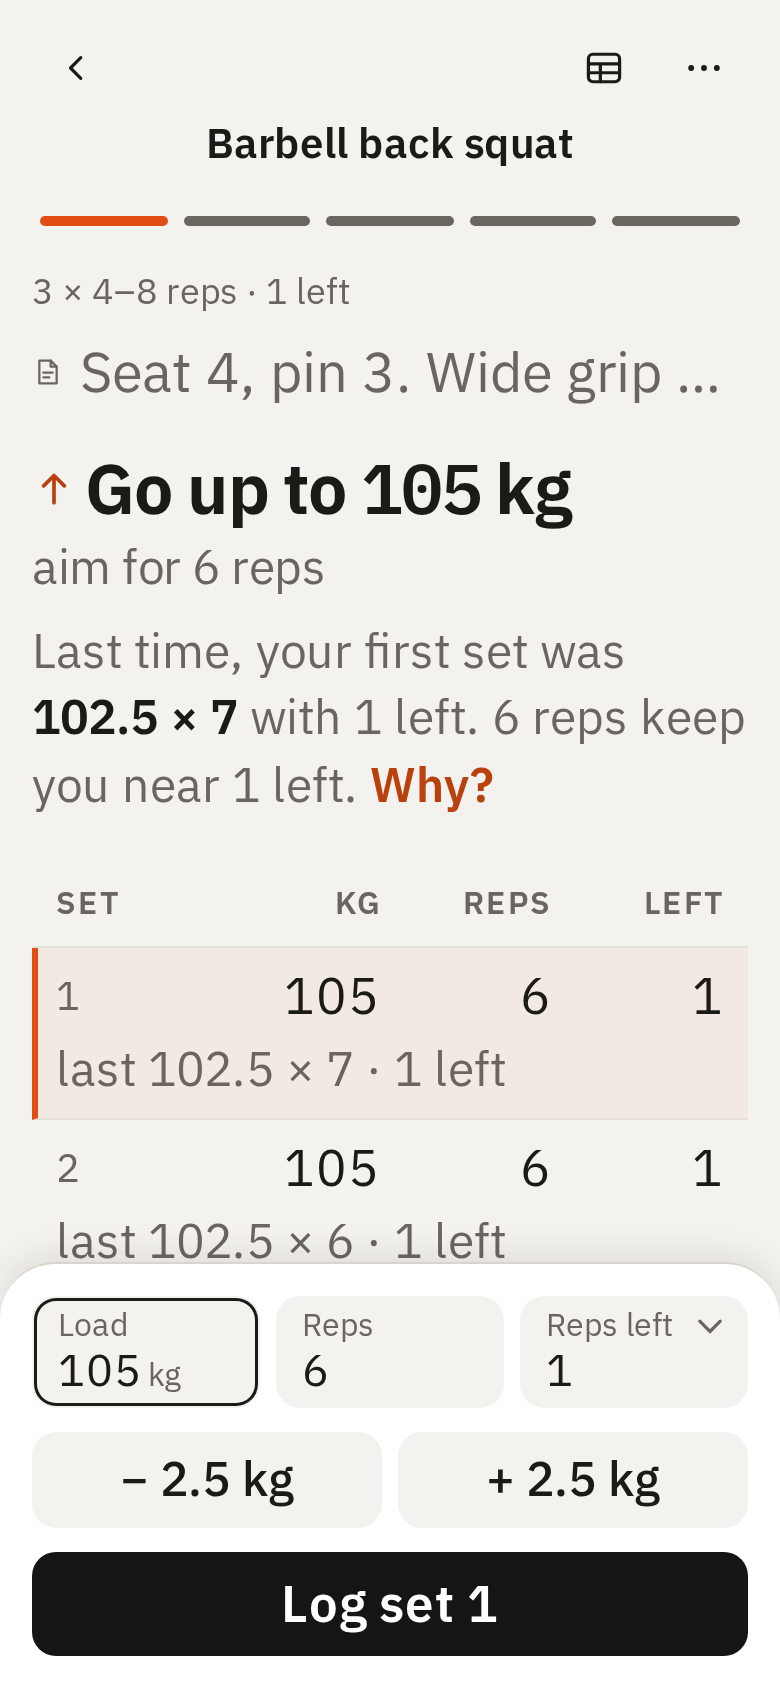 Barbell back squat
3 × 4–8 reps · 1 left
Seat 4, pin 3. Wide grip ...
↑ Go up to 105 kg
aim for 6 reps
Last time, your first set was
102.5 × 7 with 1 left. 6 reps keep
you near 1 left. Why?
SET KG REPS LEFT
1 105 6 1
last 102.5 × 7 · 1 left
2 105 6 1
last 102.5 × 6 · 1 left
Load Reps Reps left
105 kg 6 1
− 2.5 kg + 2.5 kg
Log set 1